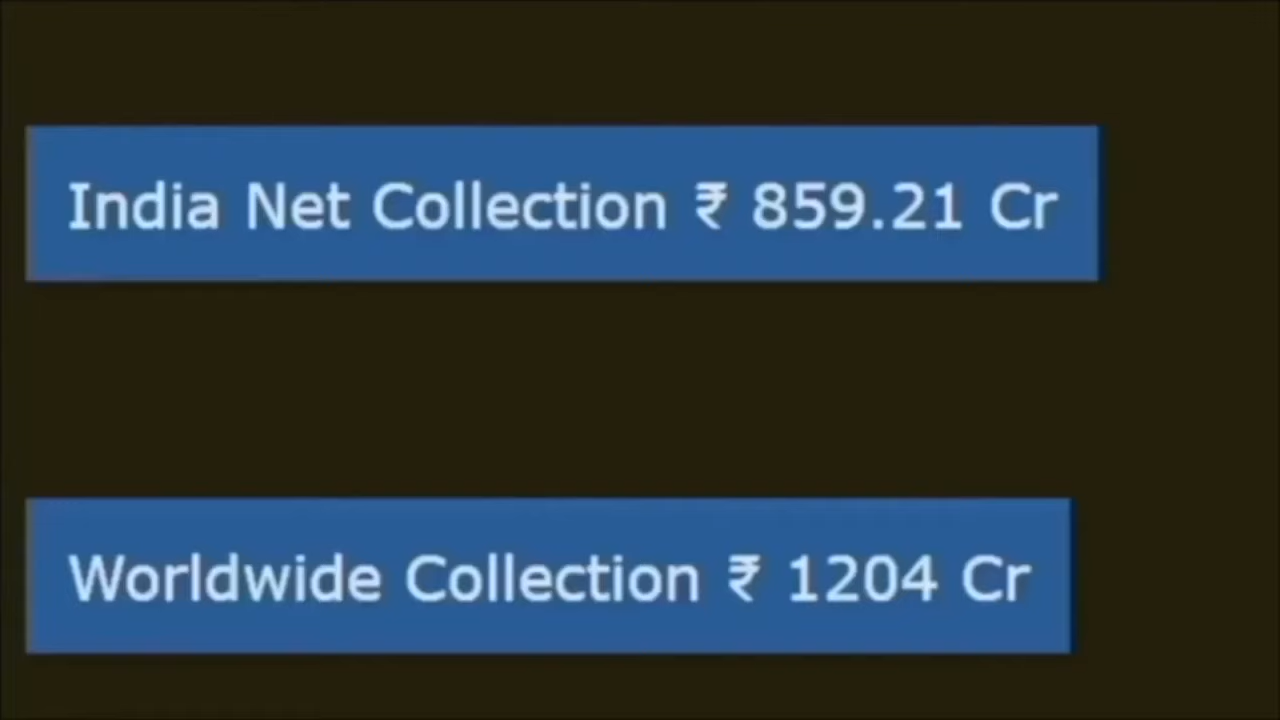 India Net Collection ₹ 859.21 Cr
Worldwide Collection ₹ 1204 Cr